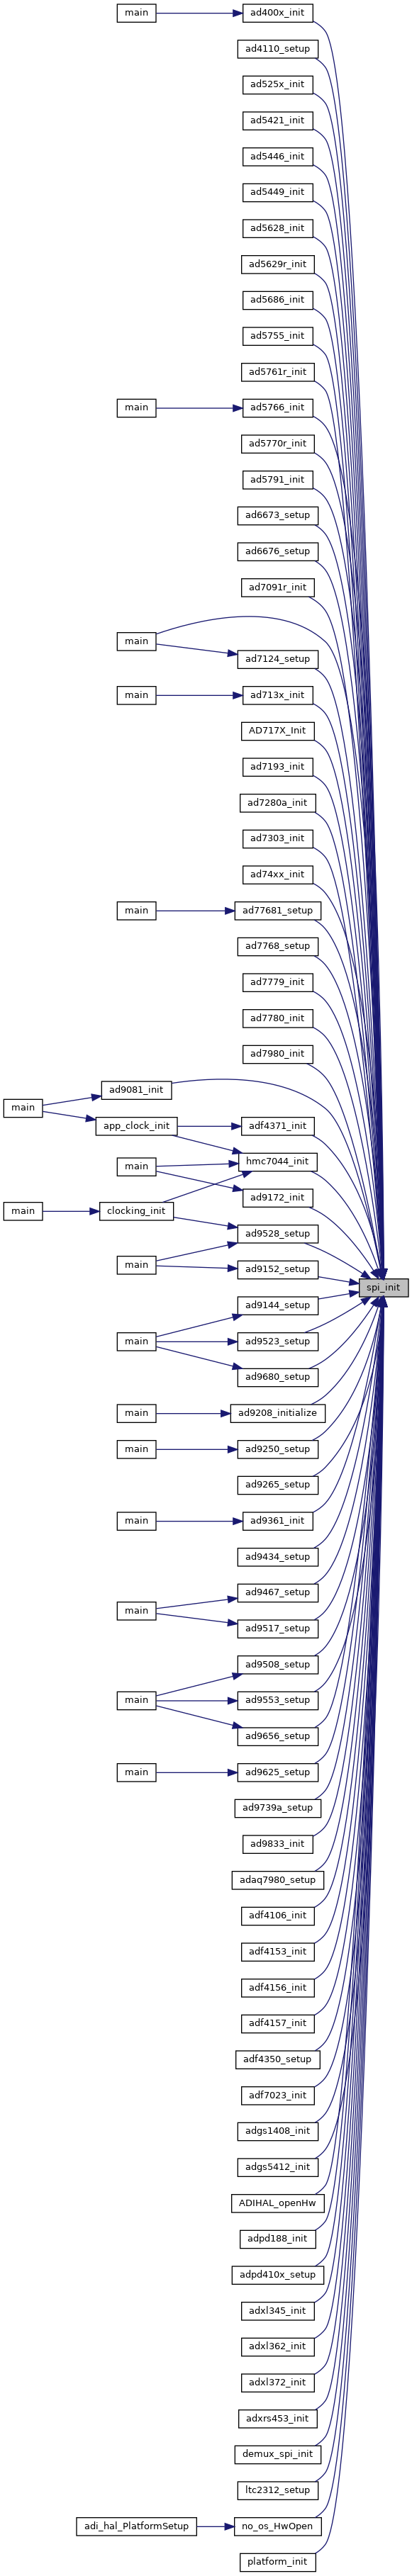 main
ad400x_init
ad4110_setup
ad525x_init
ad5421_init
ad5446_init
ad5449_init
ad5628_init
ad5629r_init
ad5686_init
ad5755_init
ad5761r_init
main
ad5766_init
ad5770r_init
ad5791_init
ad6673_setup
ad6676_setup
ad7091r_init
main
ad7124_setup
main
ad713x_init
AD717X_Init
ad7193_init
ad7280a_init
ad7303_init
ad74xx_init
main
ad77681_setup
ad7768_setup
ad7779_init
ad7780_init
ad7980_init
ad9081_init
main
app_clock_init
adf4371_init
hmc7044_init
main
ad9172_init
main
clocking_init
ad9528_setup
main
ad9152_setup
spi_init
ad9144_setup
main
ad9523_setup
ad9680_setup
main
ad9208_initialize
main
ad9250_setup
ad9265_setup
main
ad9361_init
ad9434_setup
ad9467_setup
main
ad9517_setup
ad9508_setup
main
ad9553_setup
ad9656_setup
main
ad9625_setup
ad9739a_setup
ad9833_init
adaq7980_setup
adf4106_init
adf4153_init
adf4156_init
adf4157_init
adf4350_setup
adf7023_init
adgs1408_init
adgs5412_init
ADIHAL_openHw
adpd188_init
adpd410x_setup
adxl345_init
adxl362_init
adxl372_init
adxrs453_init
demux_spi_init
ltc2312_setup
adi_hal_PlatformSetup
no_os_HwOpen
platform_init